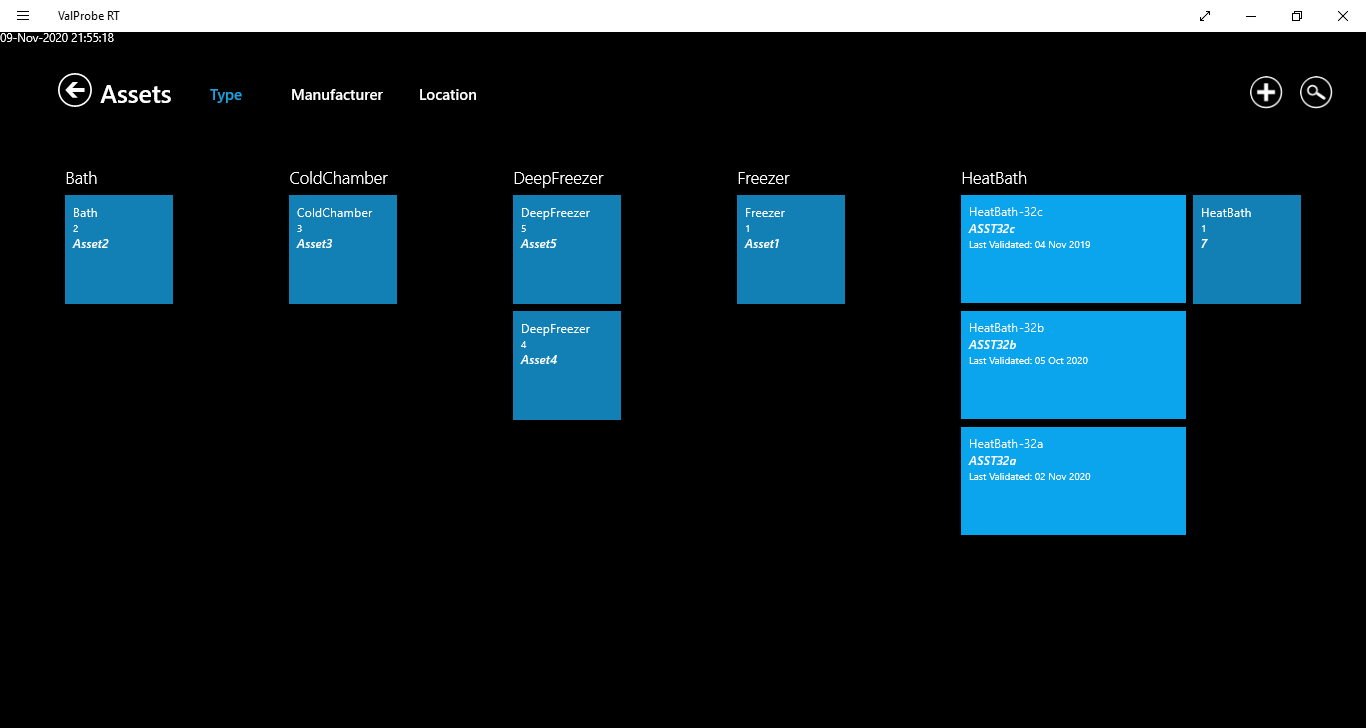 ValProbe RT
09-Nov-2020 21:55:18
Assets Type Manufacturer Location
Bath
Bath
2
Asset2
ColdChamber
ColdChamber
3
Asset3
DeepFreezer
DeepFreezer
5
Asset5
DeepFreezer
4
Asset4
Freezer
Freezer
1
Asset1
HeatBath
HeatBath-32c
ASST32c
Last Validated: 04 Nov 2019
HeatBath
1
7
HeatBath-32b
ASST32b
Last Validated: 05 Oct 2020
HeatBath-32a
ASST32a
Last Validated: 02 Nov 2020